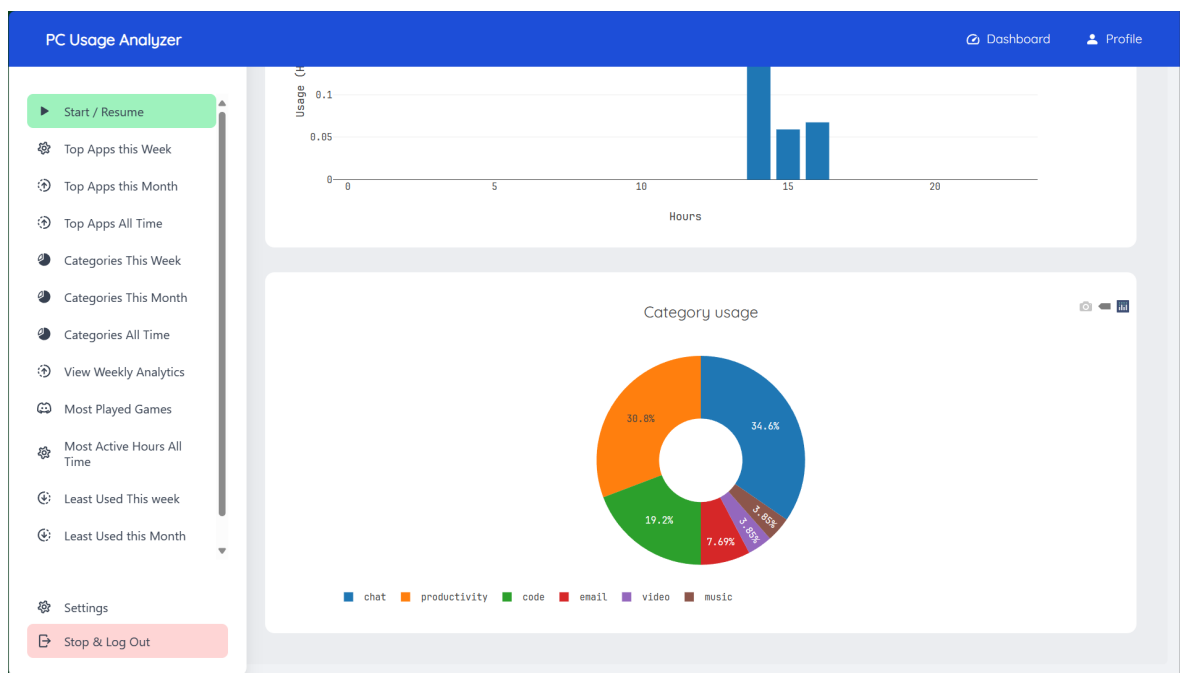 PC Usage Analyzer
Dashboard
Profile
Start / Resume
Top Apps this Week
Top Apps this Month
Top Apps All Time
Categories This Week
Categories This Month
Categories All Time
View Weekly Analytics
Most Played Games
Most Active Hours All
Time
Least Used This week
Least Used this Month
Settings
Stop & Log Out
Usage (H
0.1
0.05
0
0
5
10
15
20
Hours
Category usage
30.8%
34.6%
19.2%
7.69%
3.85%
3.85%
chat
productivity
code
email
video
music